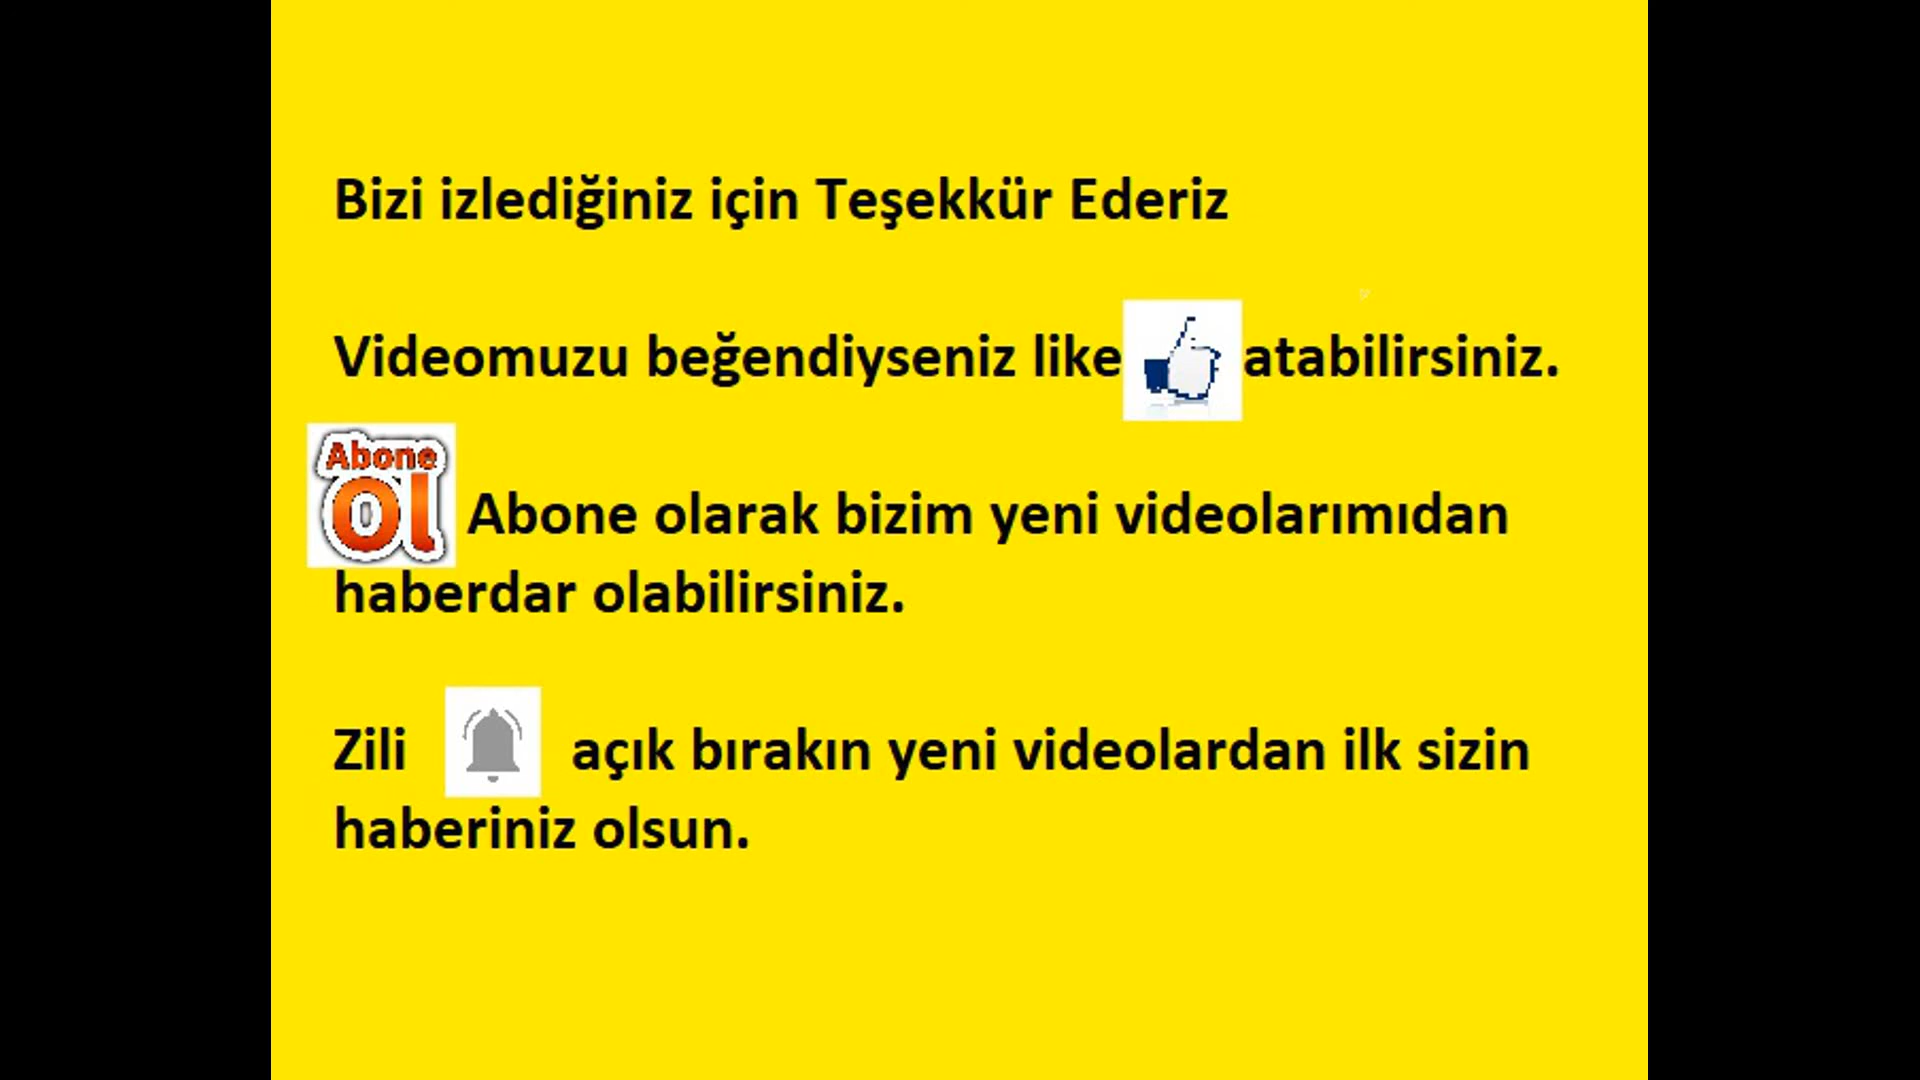 Bizi izlediğiniz için Teşekkür Ederiz
Videomuzu beğendiyseniz like atabilirsiniz.
Abone
ol
Abone olarak bizim yeni videolarımıdan
haberdar olabilirsiniz.
Zili açık bırakın yeni videolardan ilk sizin
haberiniz olsun.